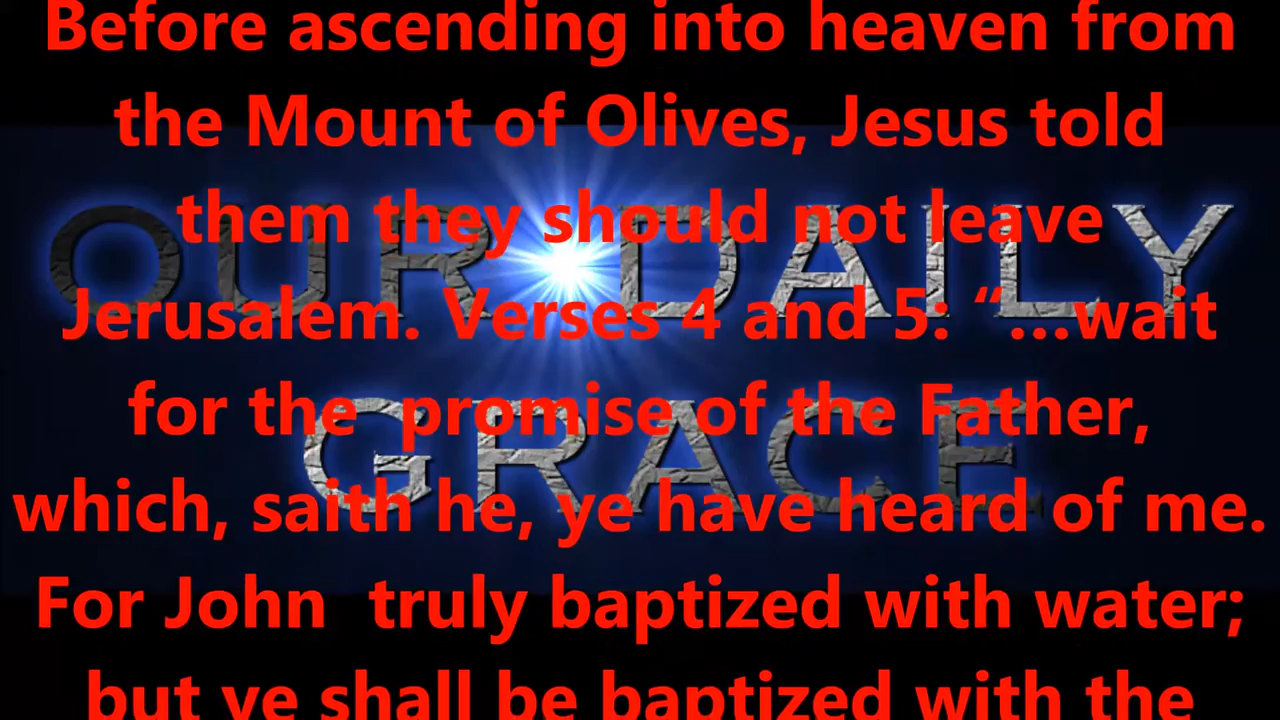 Before ascending into heaven from
the Mount of Olives, Jesus told
them they should not leave
Jerusalem. Verses 4 and 5: “…wait
for the  promise of the Father,
which, saith he, ye have heard of me.
For John  truly baptized with water;
but ye shall be baptized with the
OUR DAILY
GRACE